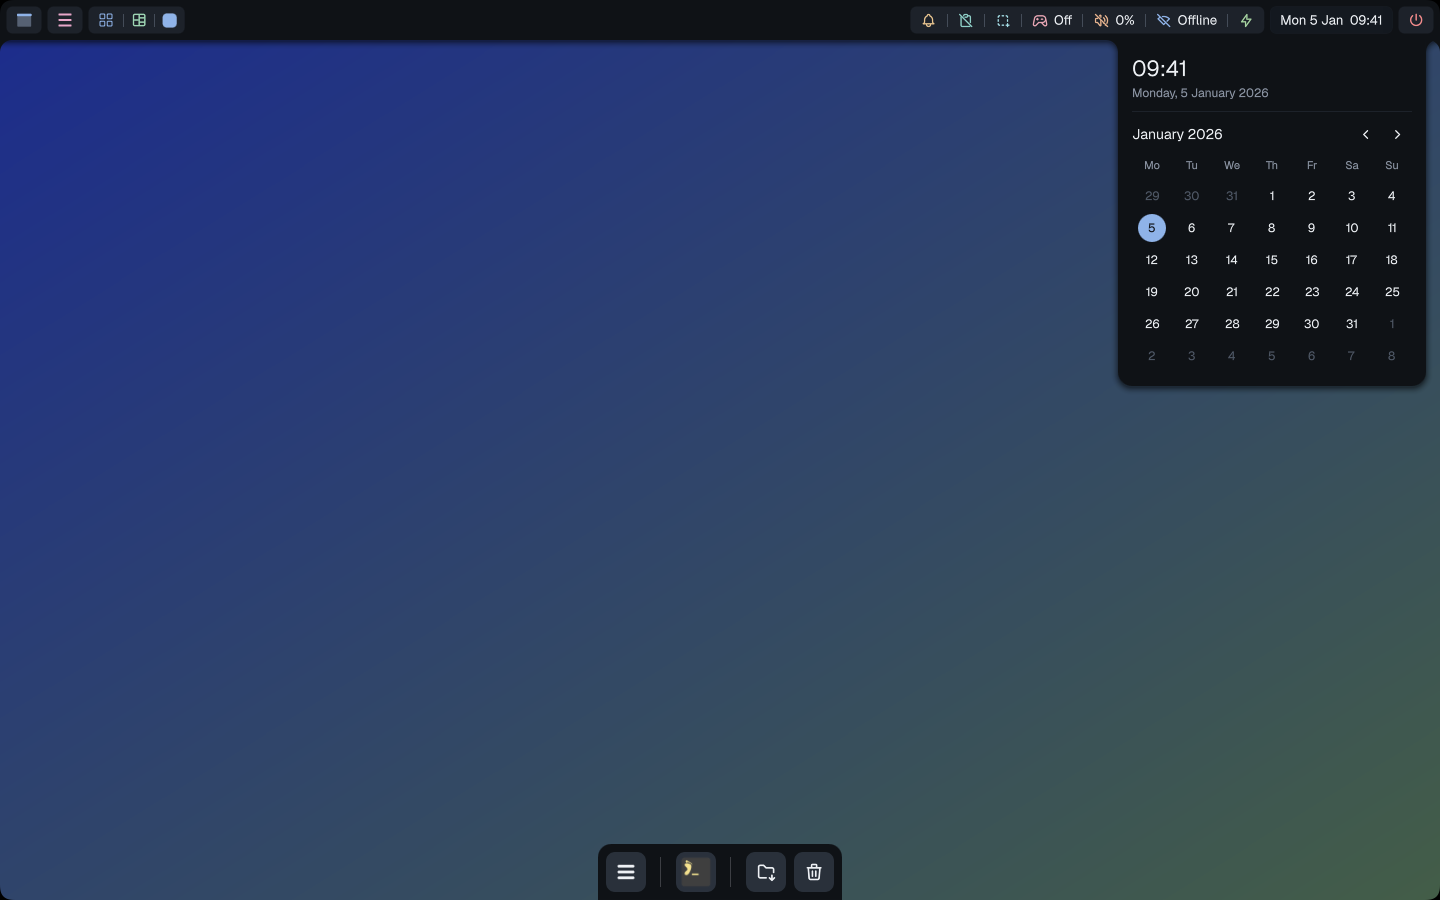 Off
0%
Offline
Mon 5 Jan 09:41
09:41
Monday, 5 January 2026
January 2026
Mo Tu We Th Fr Sa Su
29 30 31 1 2 3 4
5 6 7 8 9 10 11
12 13 14 15 16 17 18
19 20 21 22 23 24 25
26 27 28 29 30 31 1
2 3 4 5 6 7 8